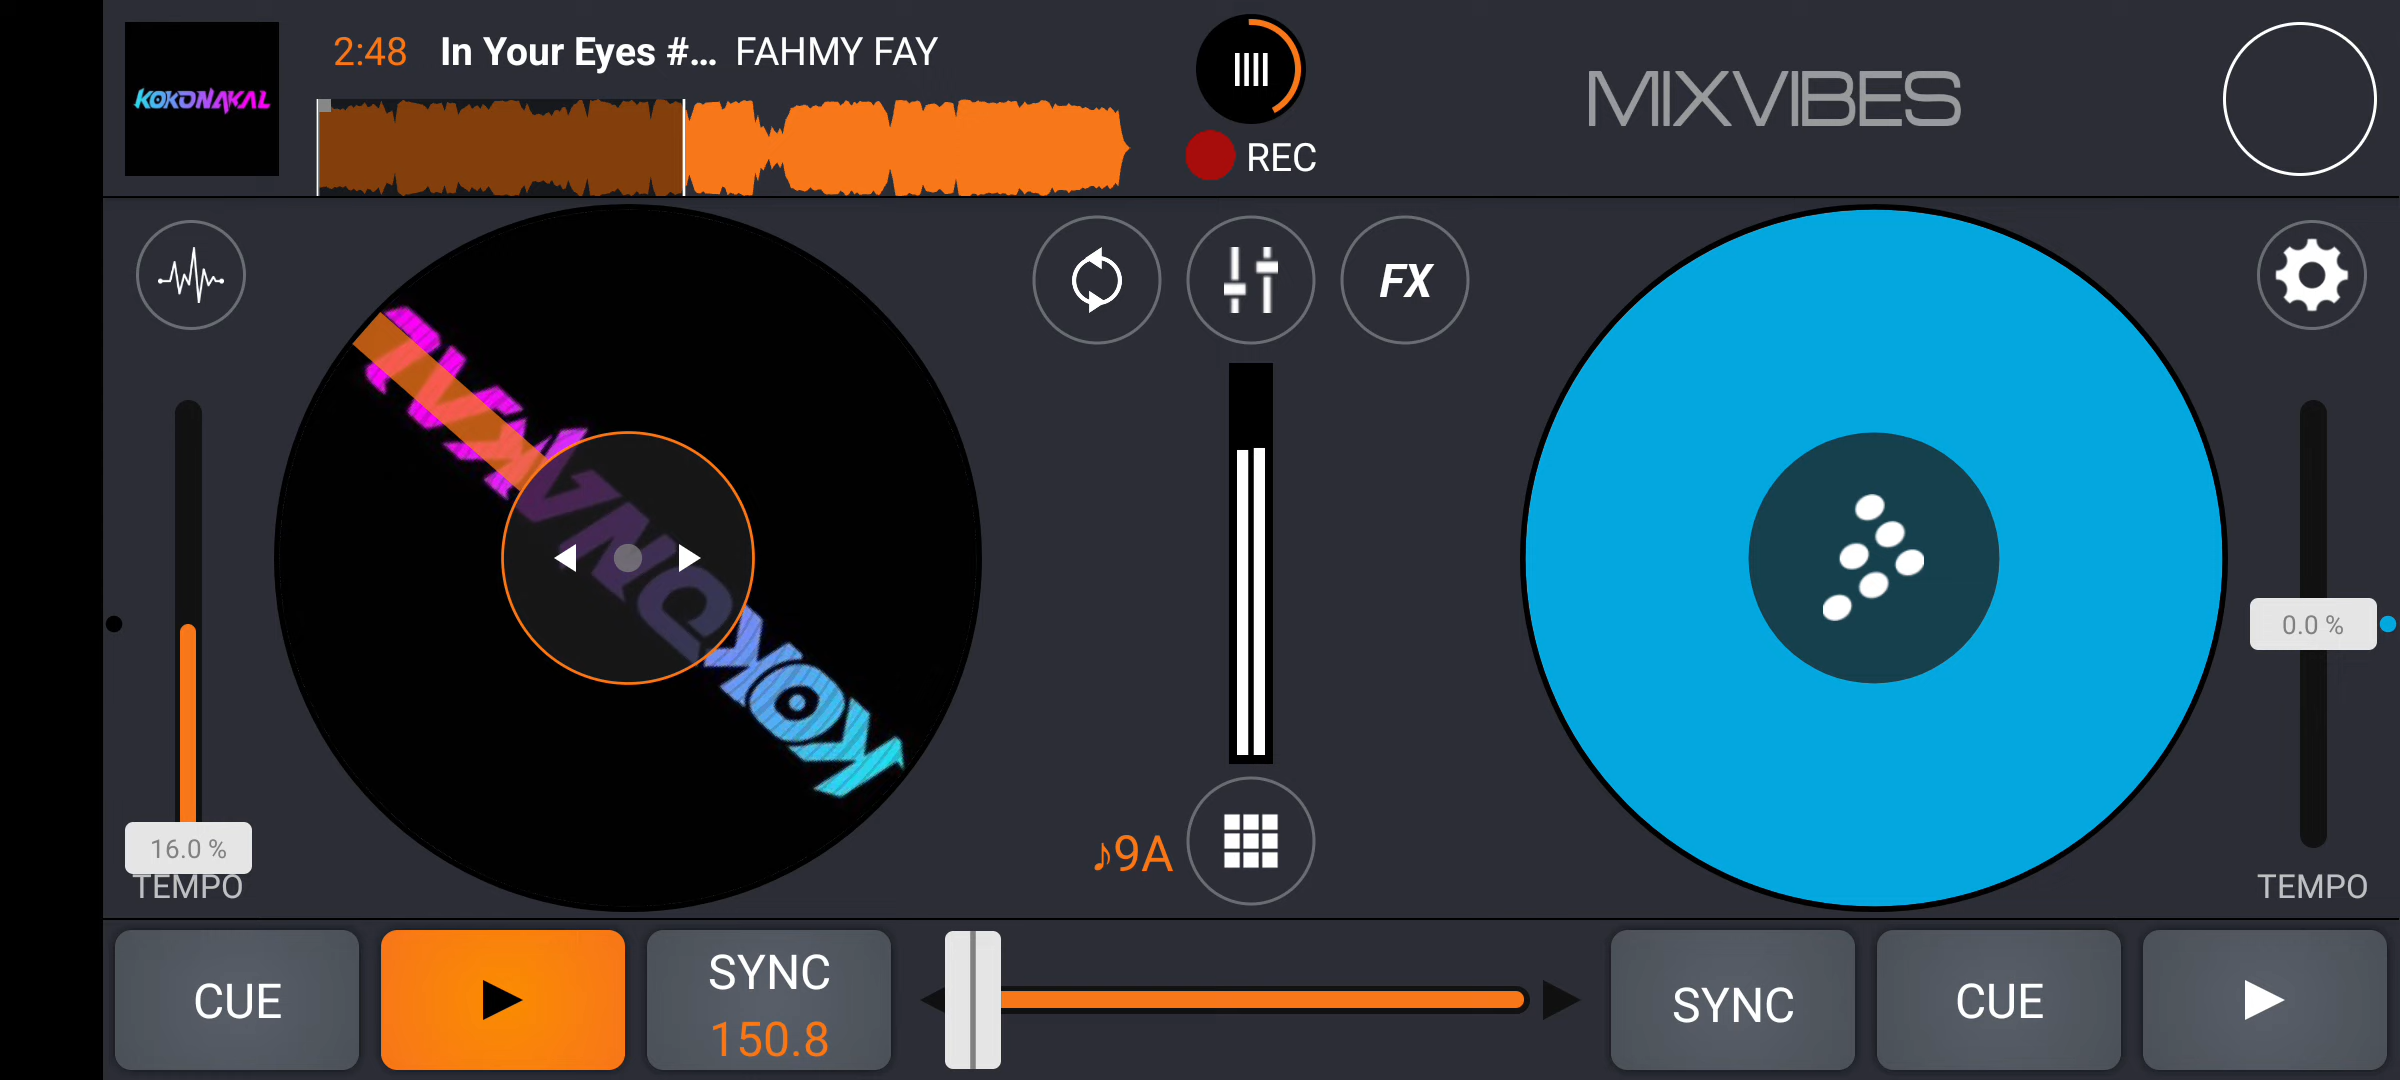 KOKONAKAL
2:48 In Your Eyes #... FAHMY FAY
REC
MIXVIBES
FX
KOKONAKAL
16.0 %
TEMPO
0.0 %
TEMPO
♪9A
CUE
SYNC
150.8
SYNC
CUE